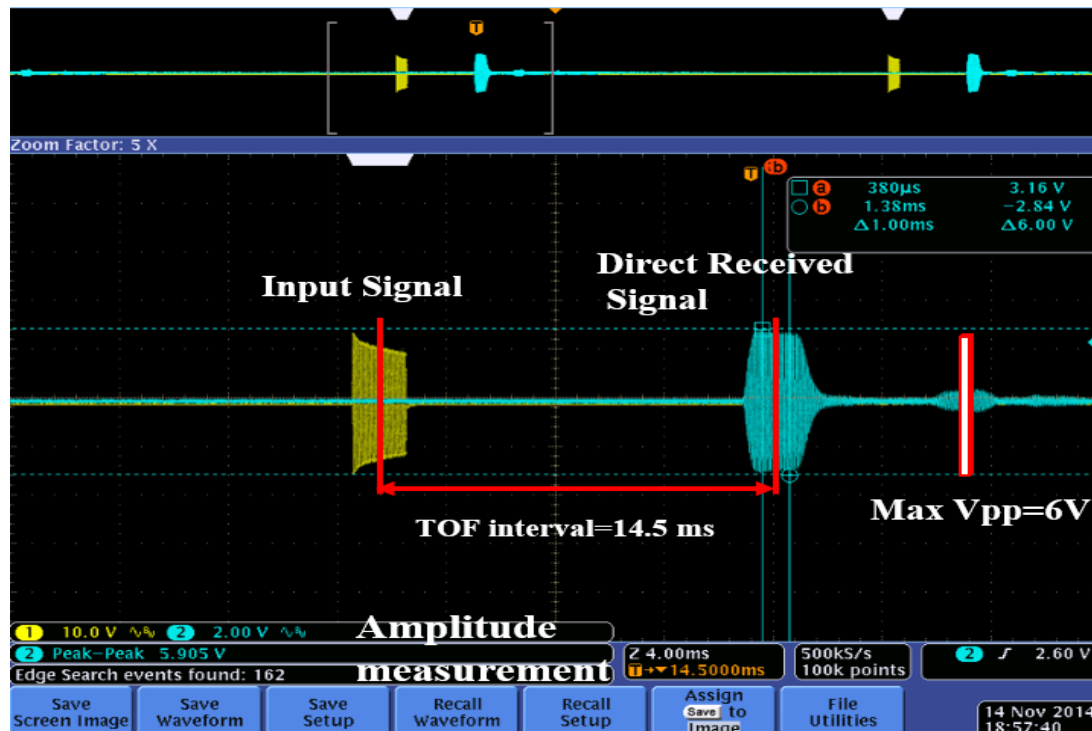 T
Zoom Factor: 5 X
T b
a 380µs 3.16 V
b 1.38ms −2.84 V
Δ1.00ms Δ6.00 V
Direct Received
Signal
Input Signal
TOF interval=14.5 ms
Max Vpp=6V
1 10.0 V 2 2.00 V
Amplitude
measurement
2 Peak−Peak 5.905 V
Edge Search events found: 162
Z 4.00ms
T→▼14.5000ms
500kS/s
100k points
2 2.60 V
Save
Screen Image
Save
Waveform
Save
Setup
Recall
Waveform
Recall
Setup
Assign
Save to
Image
File
Utilities
14 Nov 2014
18:57:40